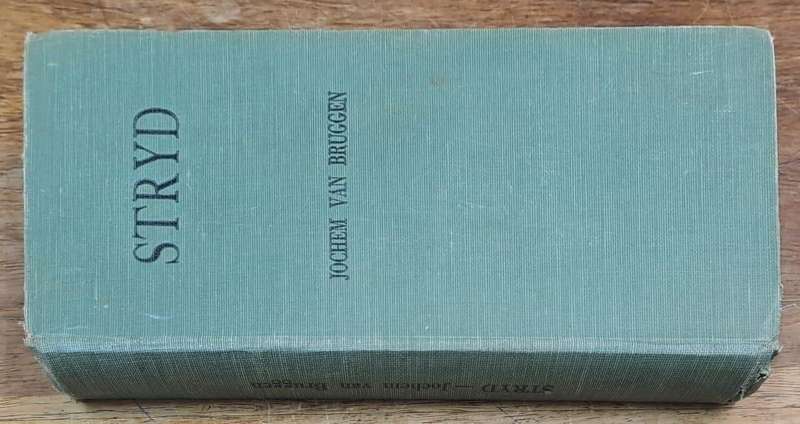 STRYD
JOCHEM VAN BRUGGEN
STRYD — Jochem van Bruggen